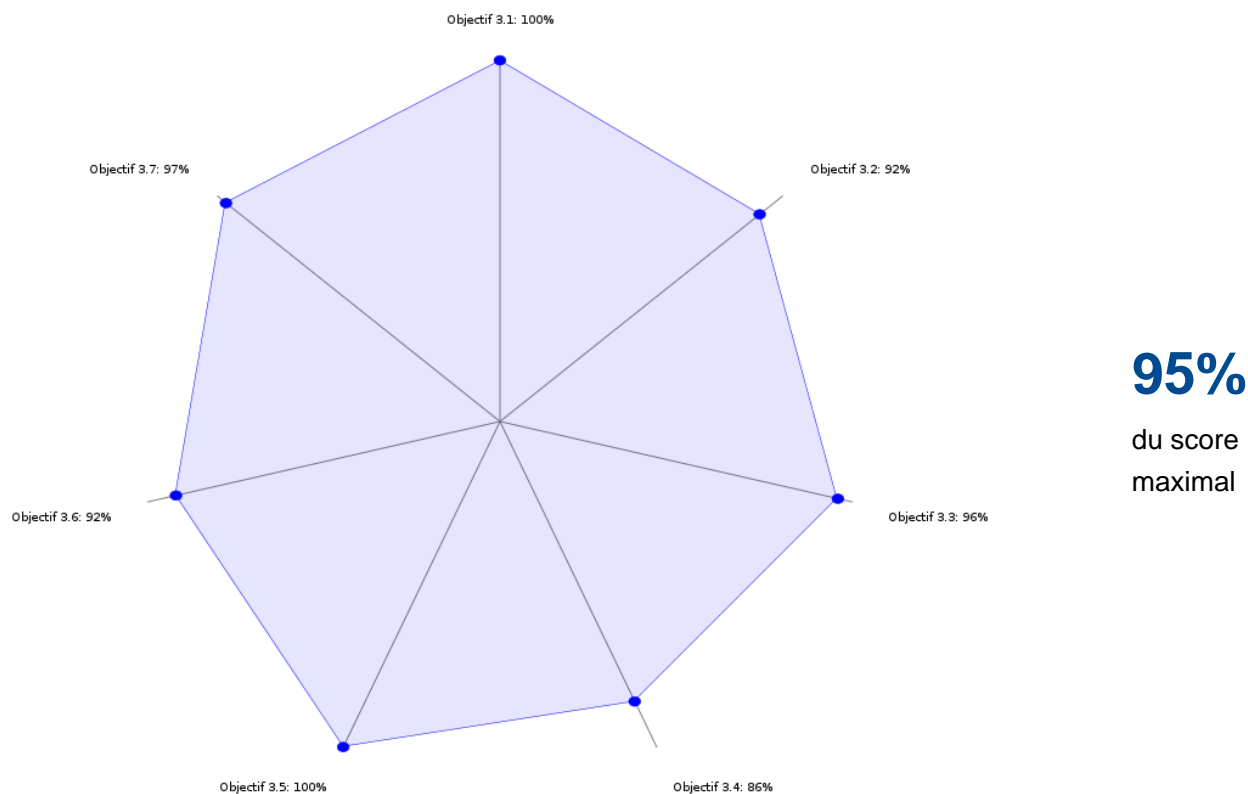 Objectif 3.1: 100%
Objectif 3.7: 97%
Objectif 3.2: 92%
95%
du score
maximal
Objectif 3.6: 92%
Objectif 3.3: 96%
Objectif 3.5: 100%
Objectif 3.4: 86%